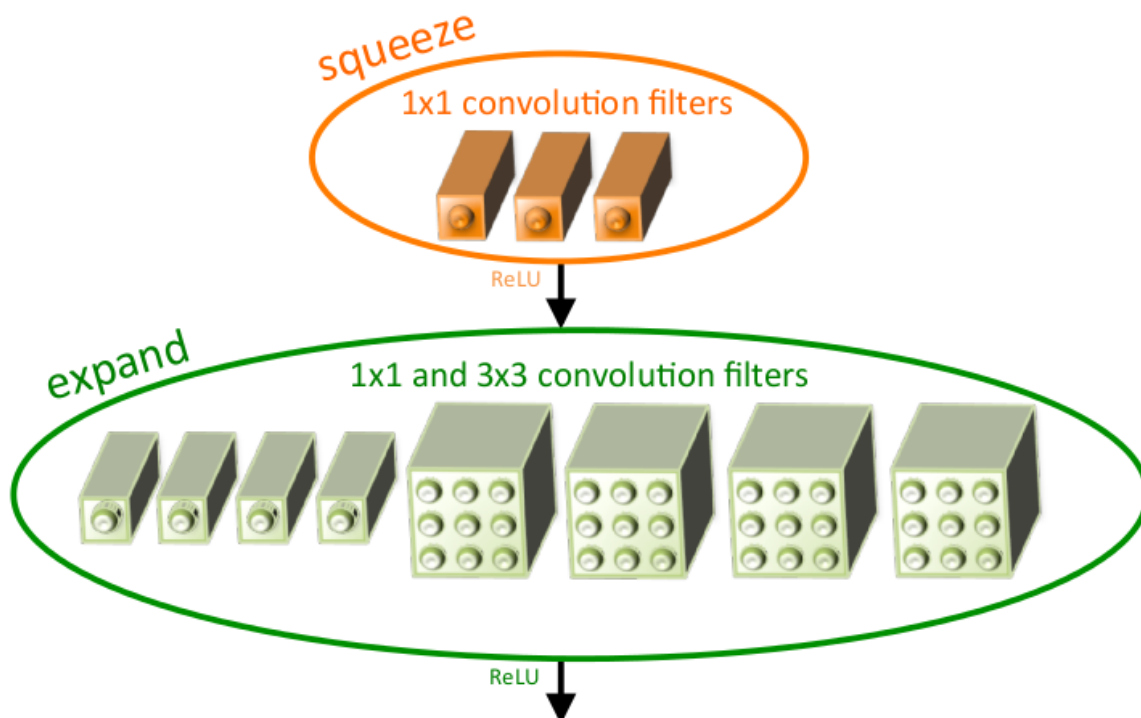 squeeze
1x1 convolution filters
ReLU
expand
1x1 and 3x3 convolution filters
ReLU